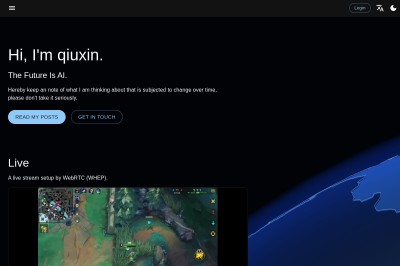 Login
Hi, I'm qiuxin.
The Future Is AI.
Hereby keep an note of what I am thinking about that is subjected to change over time,
please don't take it seriously.
READ MY POSTS
GET IN TOUCH
Live
A live stream setup by WebRTC (WHEP).